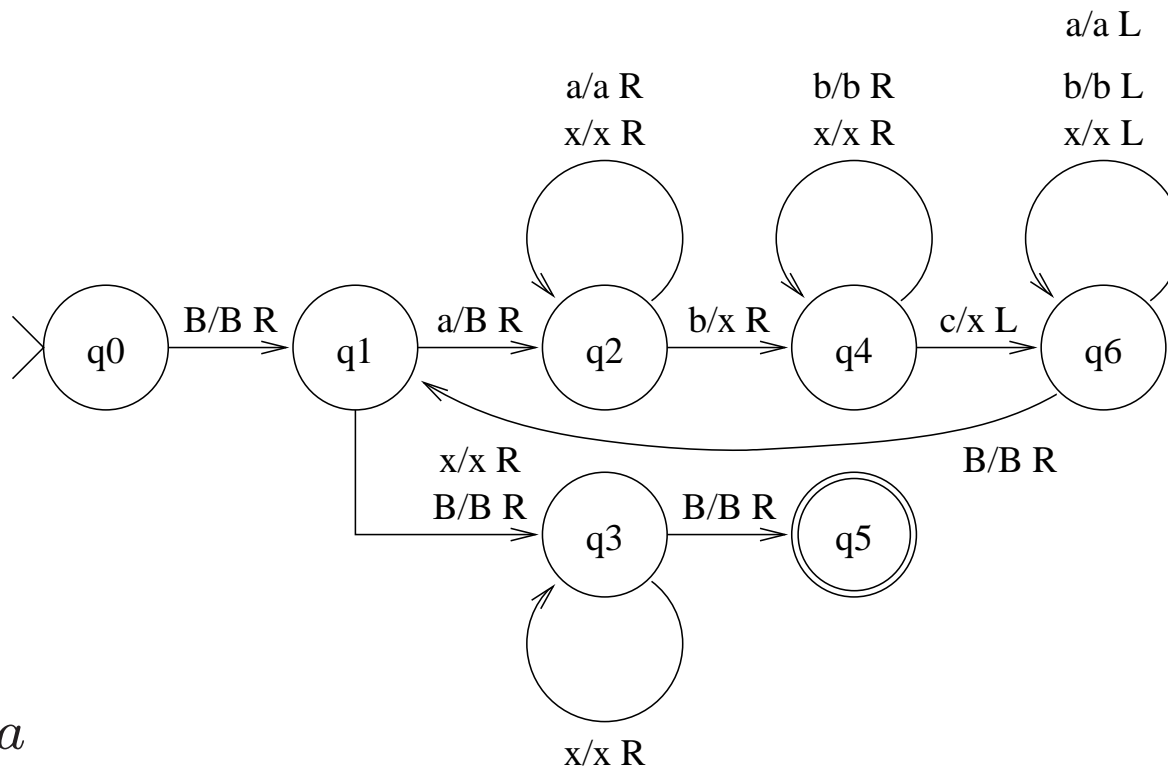 a/a L
a/a R
b/b R
b/b L
x/x R
x/x R
x/x L
B/B R
a/B R
b/x R
c/x L
q0
q1
q2
q4
q6
x/x R
B/B R
B/B R
B/B R
q3
q5
a
x/x R